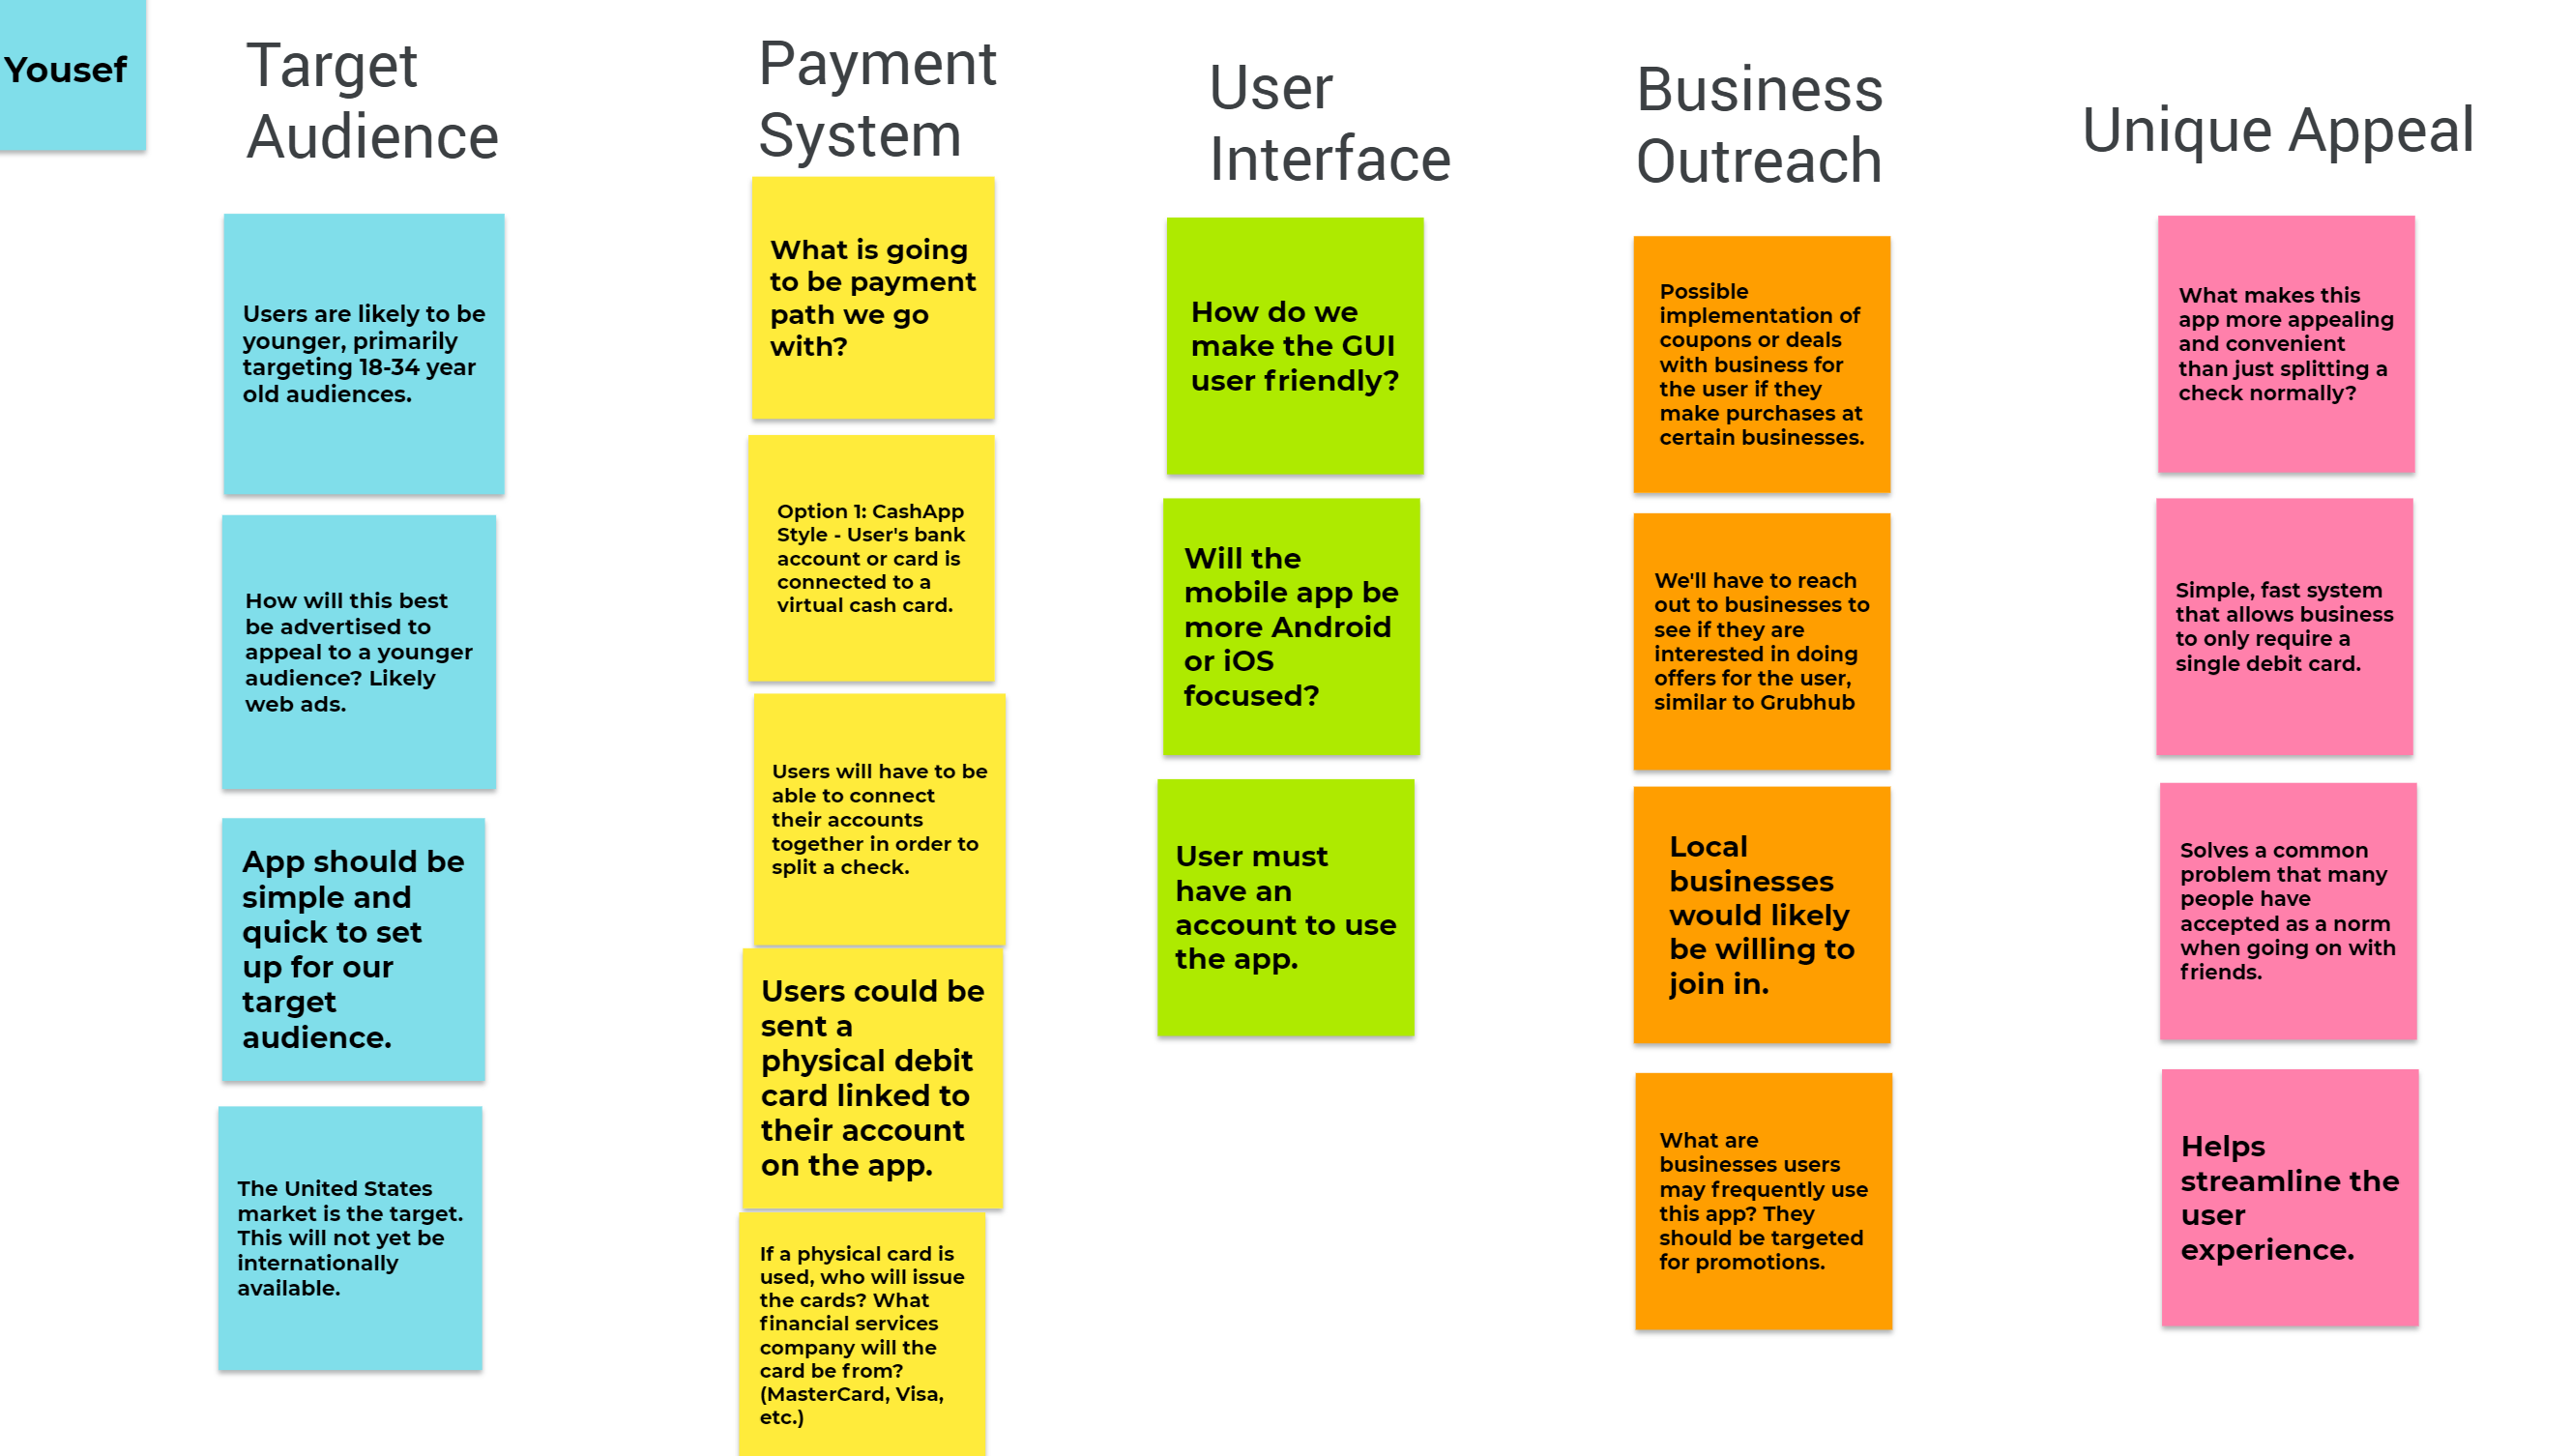 Yousef
Target
Audience
Users are likely to be
younger, primarily
targeting 18-34 year
old audiences.
How will this best
be advertised to
appeal to a younger
audience? Likely
web ads.
App should be
simple and
quick to set
up for our
target
audience.
The United States
market is the target.
This will not yet be
internationally
available.
Payment
System
What is going
to be payment
path we go
with?
Option 1: CashApp
Style - User's bank
account or card is
connected to a
virtual cash card.
Users will have to be
able to connect
their accounts
together in order to
split a check.
Users could be
sent a
physical debit
card linked to
their account
on the app.
If a physical card is
used, who will issue
the cards? What
financial services
company will the
card be from?
(MasterCard, Visa,
etc.)
User
Interface
How do we
make the GUI
user friendly?
Will the
mobile app be
more Android
or iOS
focused?
User must
have an
account to use
the app.
Business
Outreach
Possible
implementation of
coupons or deals
with business for
the user if they
make purchases at
certain businesses.
We'll have to reach
out to businesses to
see if they are
interested in doing
offers for the user,
similar to Grubhub
Local
businesses
would likely
be willing to
join in.
What are
businesses users
may frequently use
this app? They
should be targeted
for promotions.
Unique Appeal
What makes this
app more appealing
and convenient
than just splitting a
check normally?
Simple, fast system
that allows business
to only require a
single debit card.
Solves a common
problem that many
people have
accepted as a norm
when going on with
friends.
Helps
streamline the
user
experience.